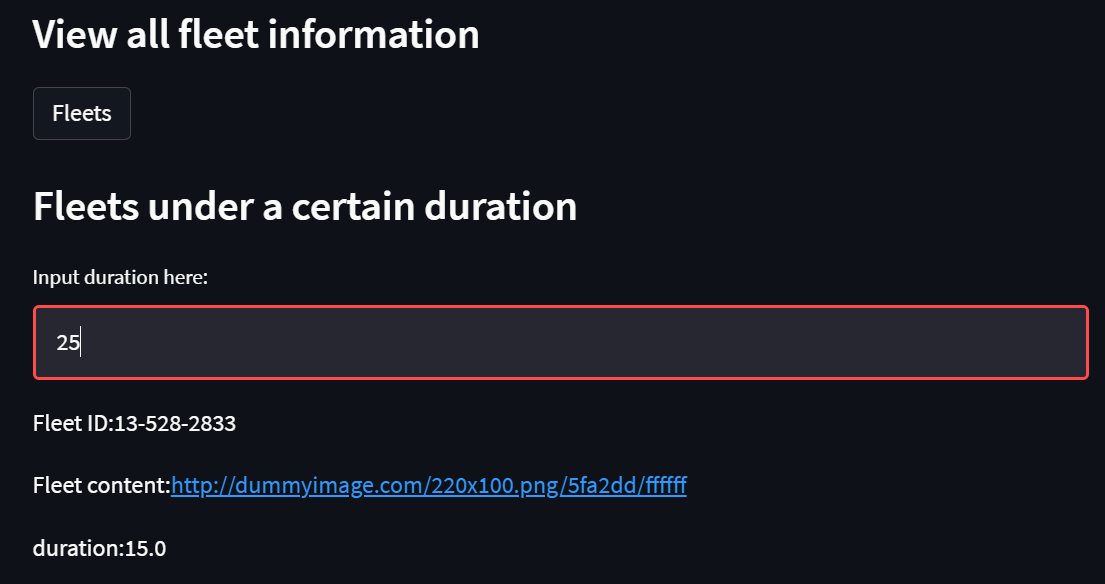 View all fleet information
Fleets
Fleets under a certain duration
Input duration here:
25
Fleet ID:13-528-2833
Fleet content:http://dummyimage.com/220x100.png/5fa2dd/ffffff
duration:15.0